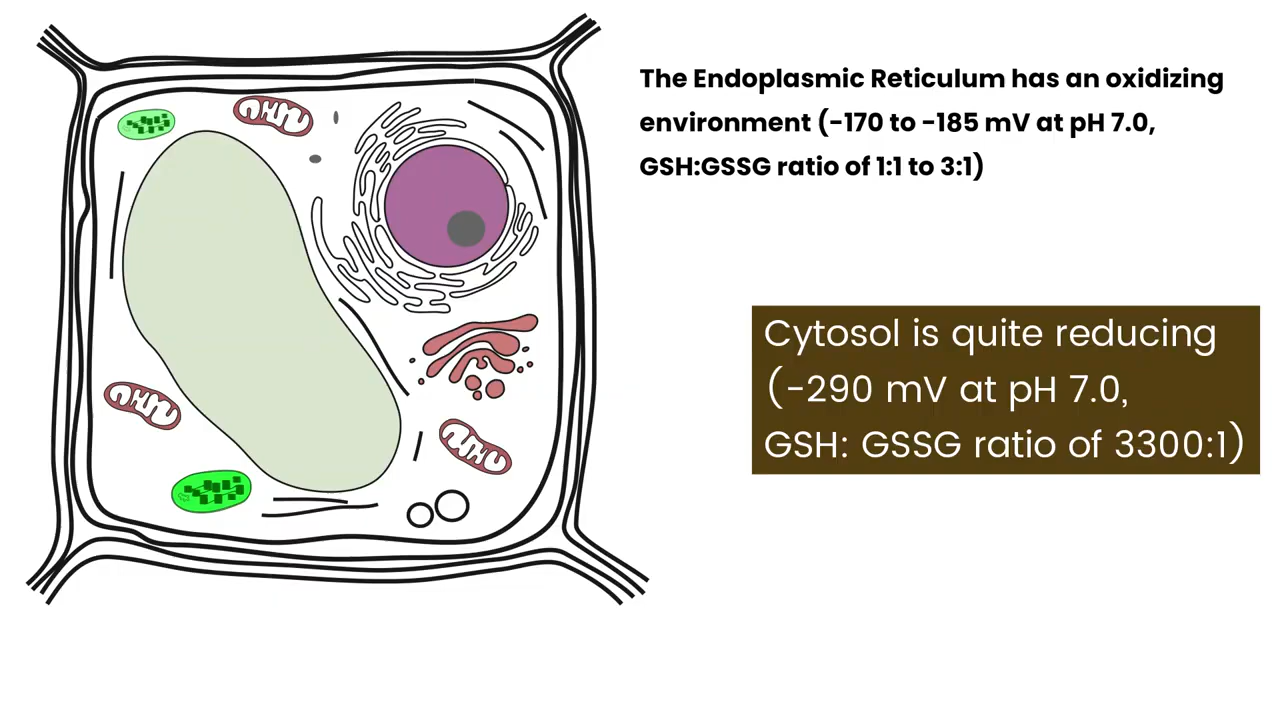 The Endoplasmic Reticulum has an oxidizing
environment (-170 to -185 mV at pH 7.0,
GSH:GSSG ratio of 1:1 to 3:1)
Cytosol is quite reducing
(-290 mV at pH 7.0,
GSH: GSSG ratio of 3300:1)